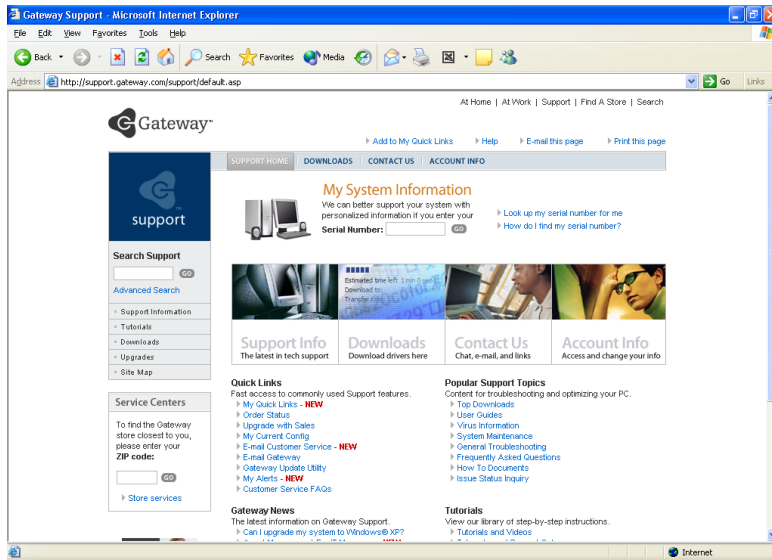 Gateway Support - Microsoft Internet Explorer
File Edit View Favorites Tools Help
Back Search Favorites Media
Address http://support.gateway.com/support/default.asp Go Links
At Home | At Work | Support | Find A Store | Search
Gateway™
Add to My Quick Links Help E-mail this page Print this page
SUPPORT HOME DOWNLOADS CONTACT US ACCOUNT INFO
support
My System Information
We can better support your system with
personalized information if you enter your
Serial Number: GO
Look up my serial number for me
How do I find my serial number?
Search Support
GO
Advanced Search
Support Information
Tutorials
Downloads
Upgrades
Site Map
Estimated time left 1 min 0 sec
Download to:
Transfer
Support Info
The latest in tech support
Downloads
Download drivers here
Contact Us
Chat, e-mail, and links
Account Info
Access and change your info
Service Centers
To find the Gateway
store closest to you,
please enter your
ZIP code:
GO
Store services
Quick Links
Fast access to commonly used Support features.
My Quick Links - NEW
Order Status
Upgrade with Sales
My Current Config
E-mail Customer Service - NEW
E-mail Gateway
Gateway Update Utility
My Alerts - NEW
Customer Service FAQs
Popular Support Topics
Content for troubleshooting and optimizing your PC.
Top Downloads
User Guides
Virus Information
System Maintenance
General Troubleshooting
Frequently Asked Questions
How To Documents
Issue Status Inquiry
Gateway News
The latest information on Gateway Support.
Can I upgrade my system to Windows® XP?
Tutorials
View our library of step-by-step instructions.
Tutorials and Videos
Internet